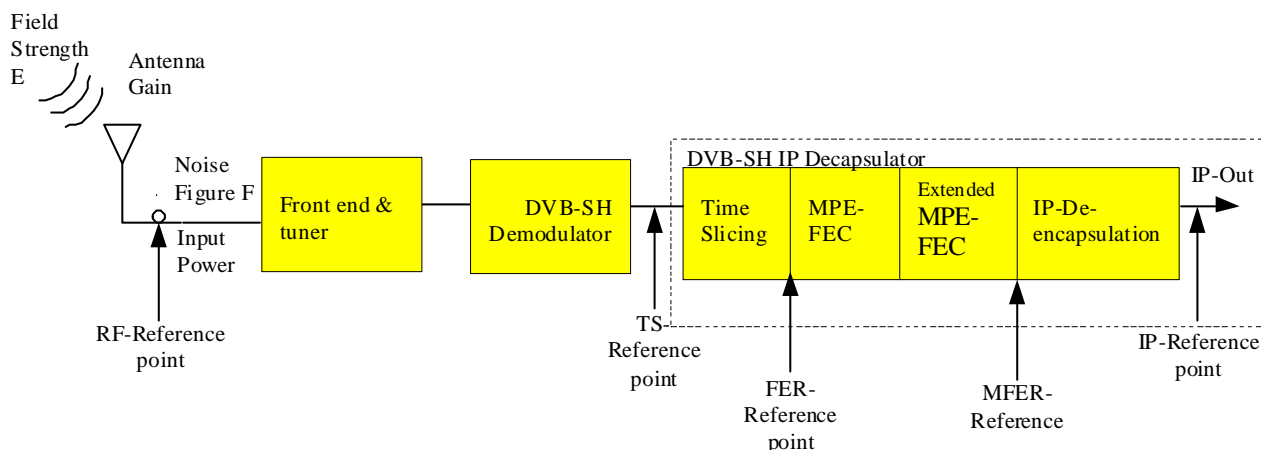 Field
Strength
E
Antenna
Gain
Noise
Figure F
Input
Power
RF-Reference
point
Front end &
tuner
DVB-SH
Demodulator
TS-
Reference
point
DVB-SH IP Decapsulator
Time
Slicing
MPE-
FEC
Extended
MPE-
FEC
IP-De-
encapsulation
IP-Out
FER-
Reference
point
MFER-
Reference
IP-Reference
point